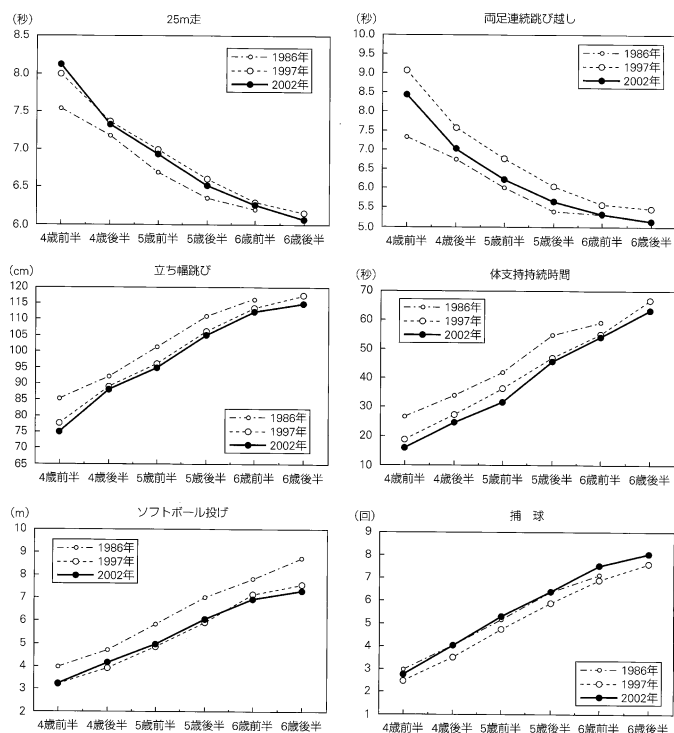 (秒)
25m走
8.5
8.0
7.5
7.0
6.5
6.0
1986年
1997年
2002年
4歳前半 4歳後半 5歳前半 5歳後半 6歳前半 6歳後半
(秒)
両足連続跳び越し
10.0
9.5
9.0
8.5
8.0
7.5
7.0
6.5
6.0
5.5
5.0
1986年
1997年
2002年
4歳前半 4歳後半 5歳前半 5歳後半 6歳前半 6歳後半
(cm)
立ち幅跳び
120
115
110
105
100
95
90
85
80
75
70
65
1986年
1997年
2002年
4歳前半 4歳後半 5歳前半 5歳後半 6歳前半 6歳後半
(秒)
体支持持続時間
70
60
50
40
30
20
10
1986年
1997年
2002年
4歳前半 4歳後半 5歳前半 5歳後半 6歳前半 6歳後半
(m)
ソフトボール投げ
10
9
8
7
6
5
4
3
2
1986年
1997年
2002年
4歳前半 4歳後半 5歳前半 5歳後半 6歳前半 6歳後半
(回)
捕 球
9
8
7
6
5
4
3
2
1
1986年
1997年
2002年
4歳前半 4歳後半 5歳前半 5歳後半 6歳前半 6歳後半